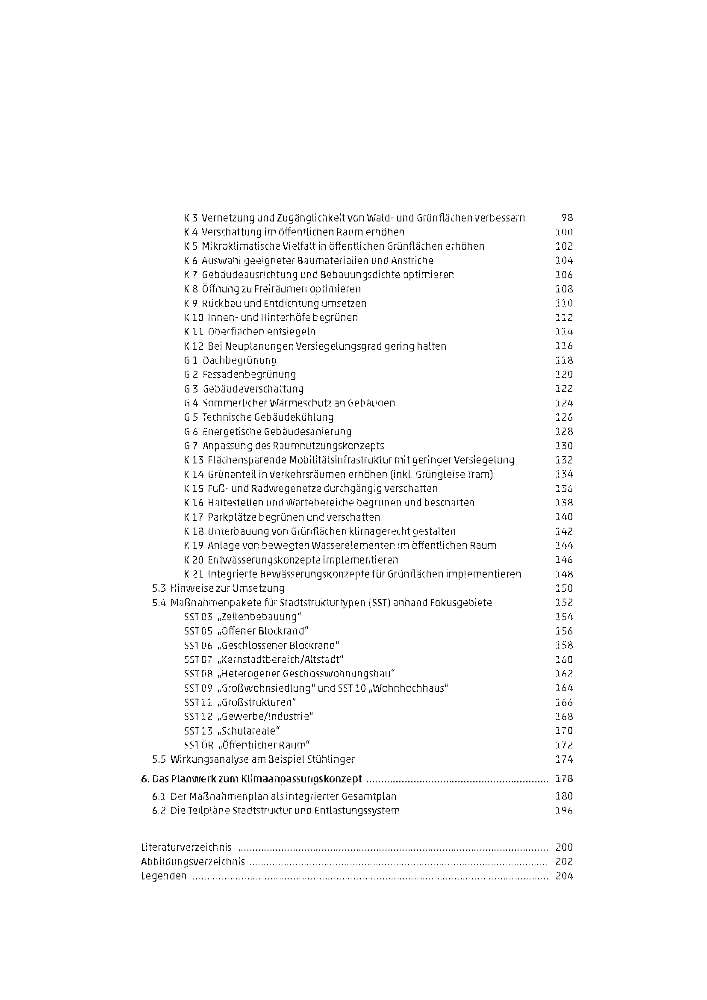 K 3 Vernetzung und Zugänglichkeit von Wald- und Grünflächen verbessern 98
K 4 Verschattung im öffentlichen Raum erhöhen 100
K 5 Mikroklimatische Vielfalt in öffentlichen Grünflächen erhöhen 102
K 6 Auswahl geeigneter Baumaterialien und Anstriche 104
K 7 Gebäudeausrichtung und Bebauungsdichte optimieren 106
K 8 Öffnung zu Freiräumen optimieren 108
K 9 Rückbau und Entdichtung umsetzen 110
K 10 Innen- und Hinterhöfe begrünen 112
K 11 Oberflächen entsiegeln 114
K 12 Bei Neuplanungen Versiegelungsgrad gering halten 116
G 1 Dachbegrünung 118
G 2 Fassadenbegrünung 120
G 3 Gebäudeverschattung 122
G 4 Sommerlicher Wärmeschutz an Gebäuden 124
G 5 Technische Gebäudekühlung 126
G 6 Energetische Gebäudesanierung 128
G 7 Anpassung des Raumnutzungskonzepts 130
K 13 Flächensparende Mobilitätsinfrastruktur mit geringer Versiegelung 132
K 14 Grünanteil in Verkehrsräumen erhöhen (inkl. Grüngleise Tram) 134
K 15 Fuß- und Radwegenetze durchgängig verschatten 136
K 16 Haltestellen und Wartebereiche begrünen und beschatten 138
K 17 Parkplätze begrünen und verschatten 140
K 18 Unterbauung von Grünflächen klimagerecht gestalten 142
K 19 Anlage von bewegten Wasserelementen im öffentlichen Raum 144
K 20 Entwässerungskonzepte implementieren 146
K 21 Integrierte Bewässerungskonzepte für Grünflächen implementieren 148
5.3 Hinweise zur Umsetzung 150
5.4 Maßnahmenpakete für Stadtstrukturtypen (SST) anhand Fokusgebiete 152
SST 03 „Zeilenbebauung“ 154
SST 05 „Offener Blockrand“ 156
SST 06 „Geschlossener Blockrand“ 158
SST 07 „Kernstadtbereich/Altstadt“ 160
SST 08 „Heterogener Geschosswohnungsbau“ 162
SST 09 „Großwohnsiedlung“ und SST 10 „Wohnhochhaus“ 164
SST 11 „Großstrukturen“ 166
SST 12 „Gewerbe/Industrie“ 168
SST 13 „Schulareale“ 170
SST ÖR „Öffentlicher Raum“ 172
5.5 Wirkungsanalyse am Beispiel Stühlinger 174
6. Das Planwerk zum Klimaanpassungskonzept ............................................................. 178
6.1 Der Maßnahmenplan als integrierter Gesamtplan 180
6.2 Die Teilpläne Stadtstruktur und Entlastungssystem 196
Literaturverzeichnis ............................................................................................................ 200
Abbildungsverzeichnis ........................................................................................................ 202
Legenden ............................................................................................................................ 204